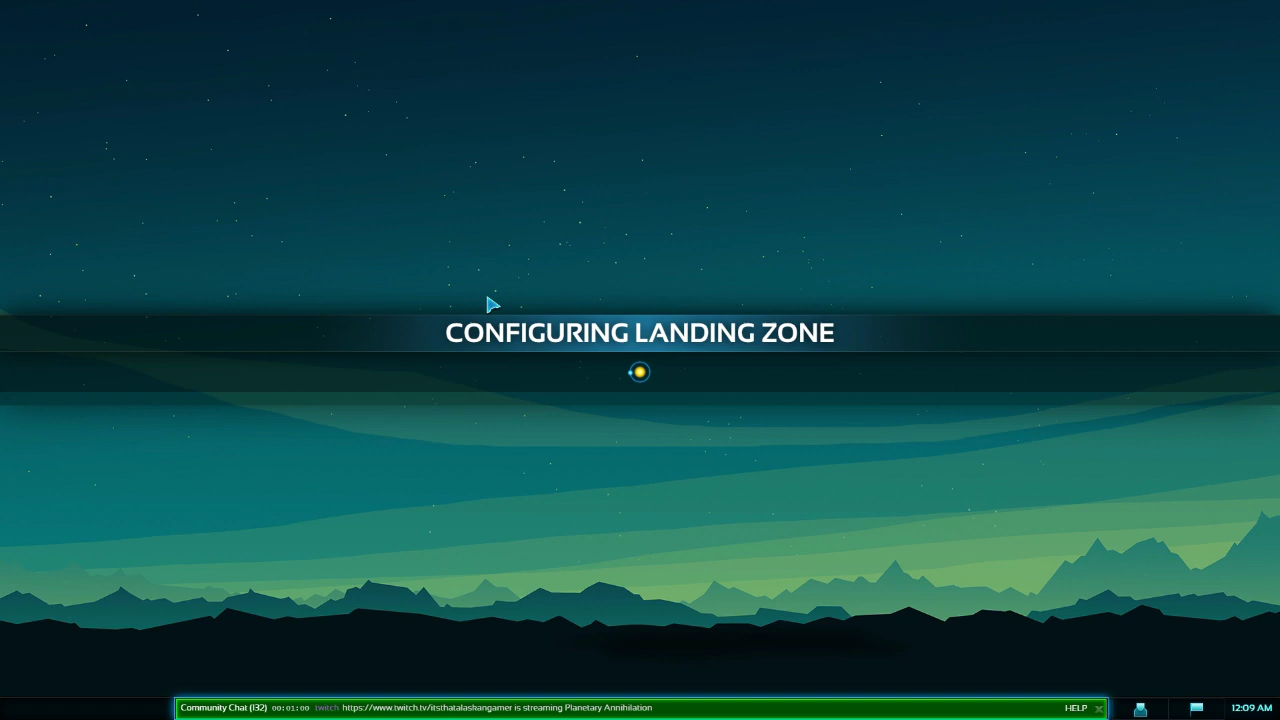 CONFIGURING LANDING ZONE
Community Chat (132) 00:01:00 twitch https://www.twitch.tv/itsthatalaskangamer is streaming Planetary Annihilation HELP 12:09 AM